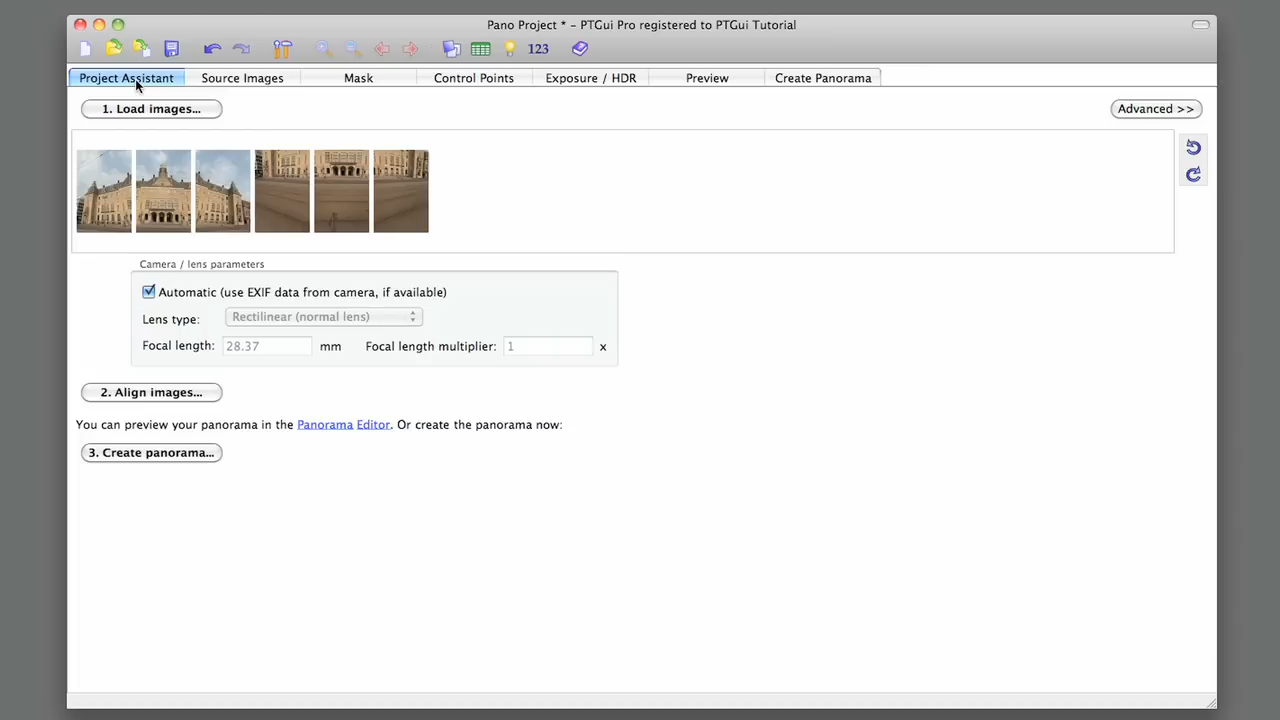 Pano Project * – PTGui Pro registered to PTGui Tutorial
123
Project Assistant Source Images Mask Control Points Exposure / HDR Preview Create Panorama
1. Load images... Advanced >>
Camera / lens parameters
Automatic (use EXIF data from camera, if available)
Lens type: Rectilinear (normal lens)
Focal length: 28.37 mm Focal length multiplier: 1 x
2. Align images...
You can preview your panorama in the Panorama Editor. Or create the panorama now:
3. Create panorama...